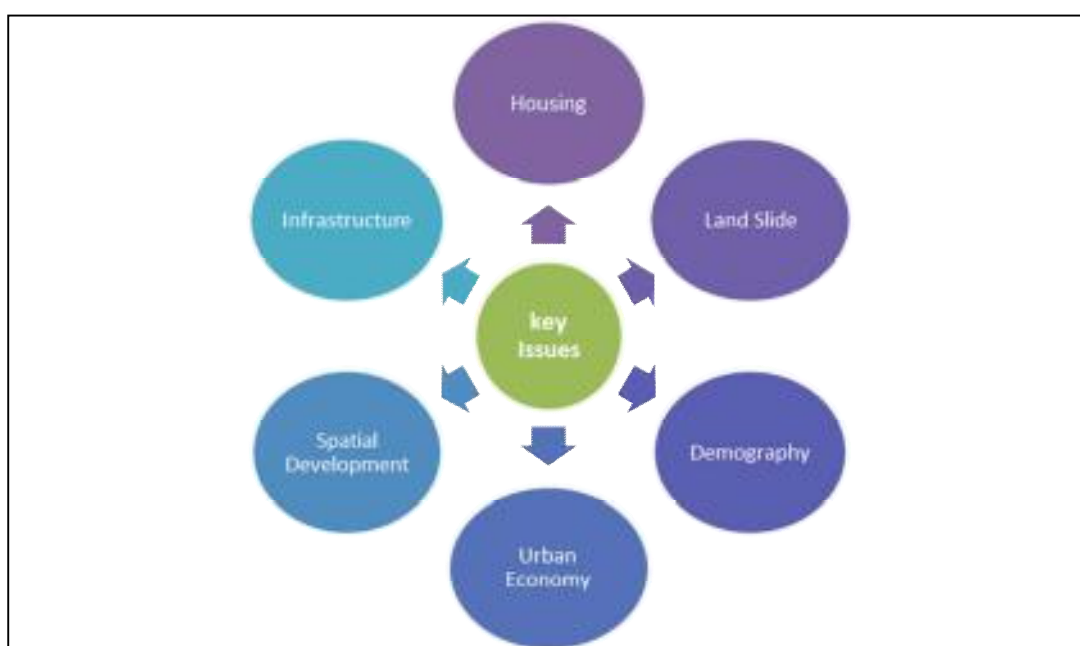 Housing
Infrastructure
Land Slide
key
Issues
Spatial
Development
Demography
Urban
Economy